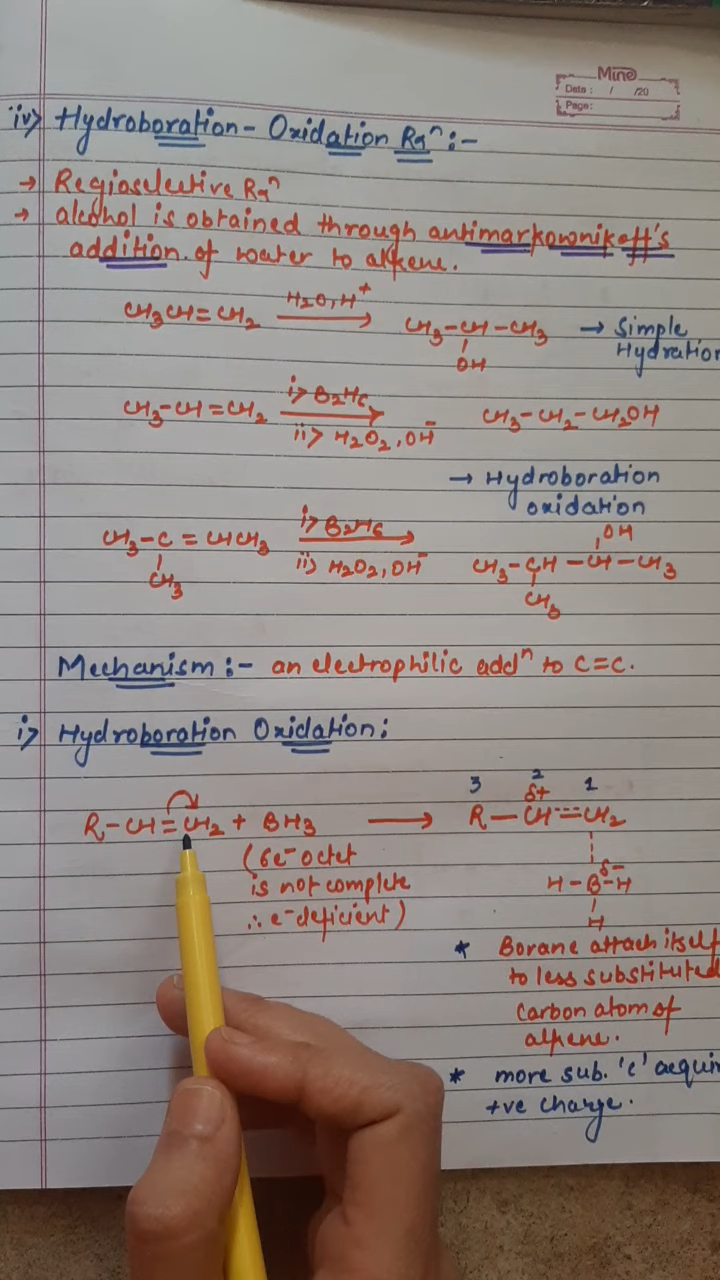 Mine
Date : / /20
Page:
iv> Hydroboration - Oxidation Rxⁿ :-
→ Regioselective Rxⁿ
→ alcohol is obtained through antimarkownikoff's
addition of water to alkene.
CH3CH=CH2 H2O, H⁺ CH3-CH-CH3 → Simple
OH Hydration
CH3-CH=CH2 i> B2H6 CH3-CH2-CH2OH
ii> H2O2, OH⁻
→ Hydroboration
oxidation
CH3-C=CHCH3 i> B2H6 CH3-CH-CH-CH3
CH3 ii> H2O2, OH⁻ OH
CH3
Mechanism :- an electrophilic addⁿ to C=C.
i> Hydroboration Oxidation :
3 2 1
δ+
R-CH=CH2 + BH3 → R-CH=CH2
(6e⁻ octet δ-
is not complete H-B-H
∴ e⁻deficient) H
* Borane attach itself
to less substituted
carbon atom of
alkene.
* more sub. 'c' acqui
+ve charge.